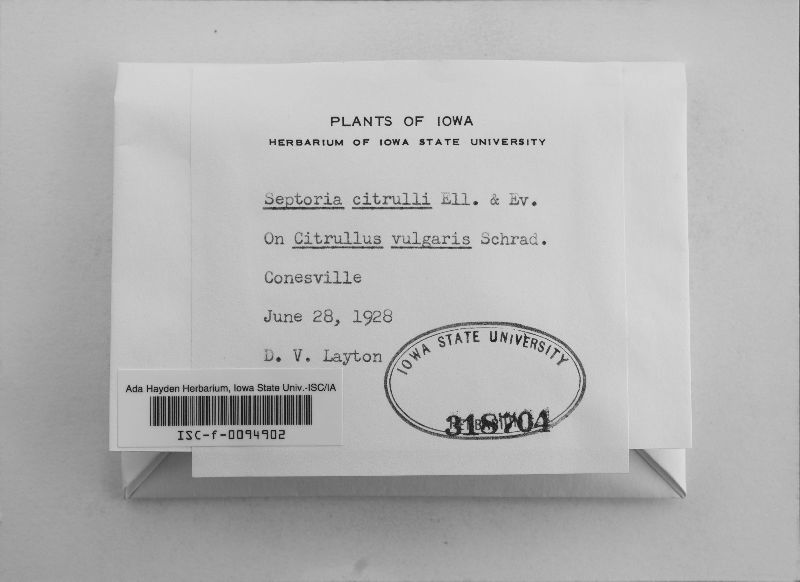 PLANTS OF IOWA
HERBARIUM OF IOWA STATE UNIVERSITY
Septoria citrulli Ell. & Ev.
On Citrullus vulgaris Schrad.
Conesville
June 28, 1928
D. V. Layton
IOWA STATE UNIVERSITY
318704
Ada Hayden Herbarium, Iowa State Univ.-ISC/IA
ISC-f-0094902